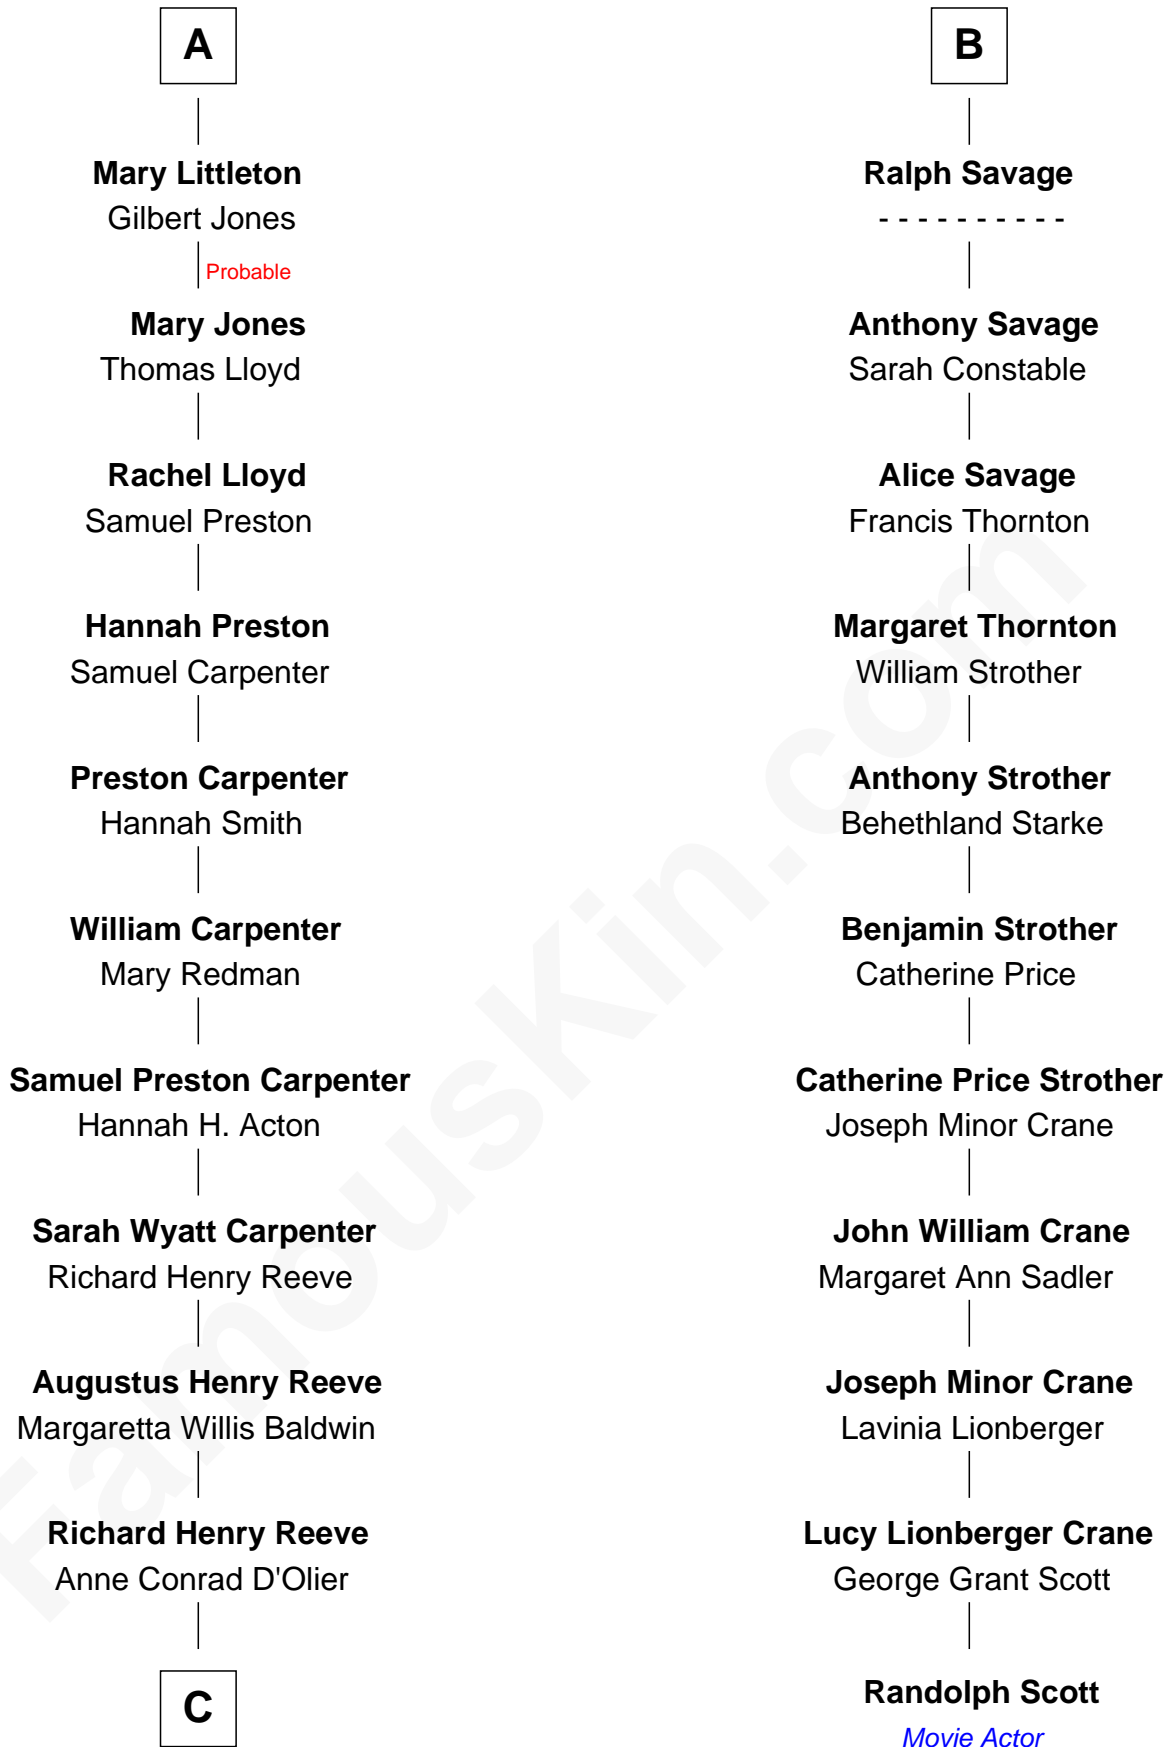 A
Mary Littleton
Gilbert Jones
Probable
Mary Jones
Thomas Lloyd
Rachel Lloyd
Samuel Preston
Hannah Preston
Samuel Carpenter
Preston Carpenter
Hannah Smith
William Carpenter
Mary Redman
Samuel Preston Carpenter
Hannah H. Acton
Sarah Wyatt Carpenter
Richard Henry Reeve
Augustus Henry Reeve
Margaretta Willis Baldwin
Richard Henry Reeve
Anne Conrad D'Olier
C
B
Ralph Savage
- - - - - - - - - -
Anthony Savage
Sarah Constable
Alice Savage
Francis Thornton
Margaret Thornton
William Strother
Anthony Strother
Behethland Starke
Benjamin Strother
Catherine Price
Catherine Price Strother
Joseph Minor Crane
John William Crane
Margaret Ann Sadler
Joseph Minor Crane
Lavinia Lionberger
Lucy Lionberger Crane
George Grant Scott
Randolph Scott
Movie Actor
FamousKin.com